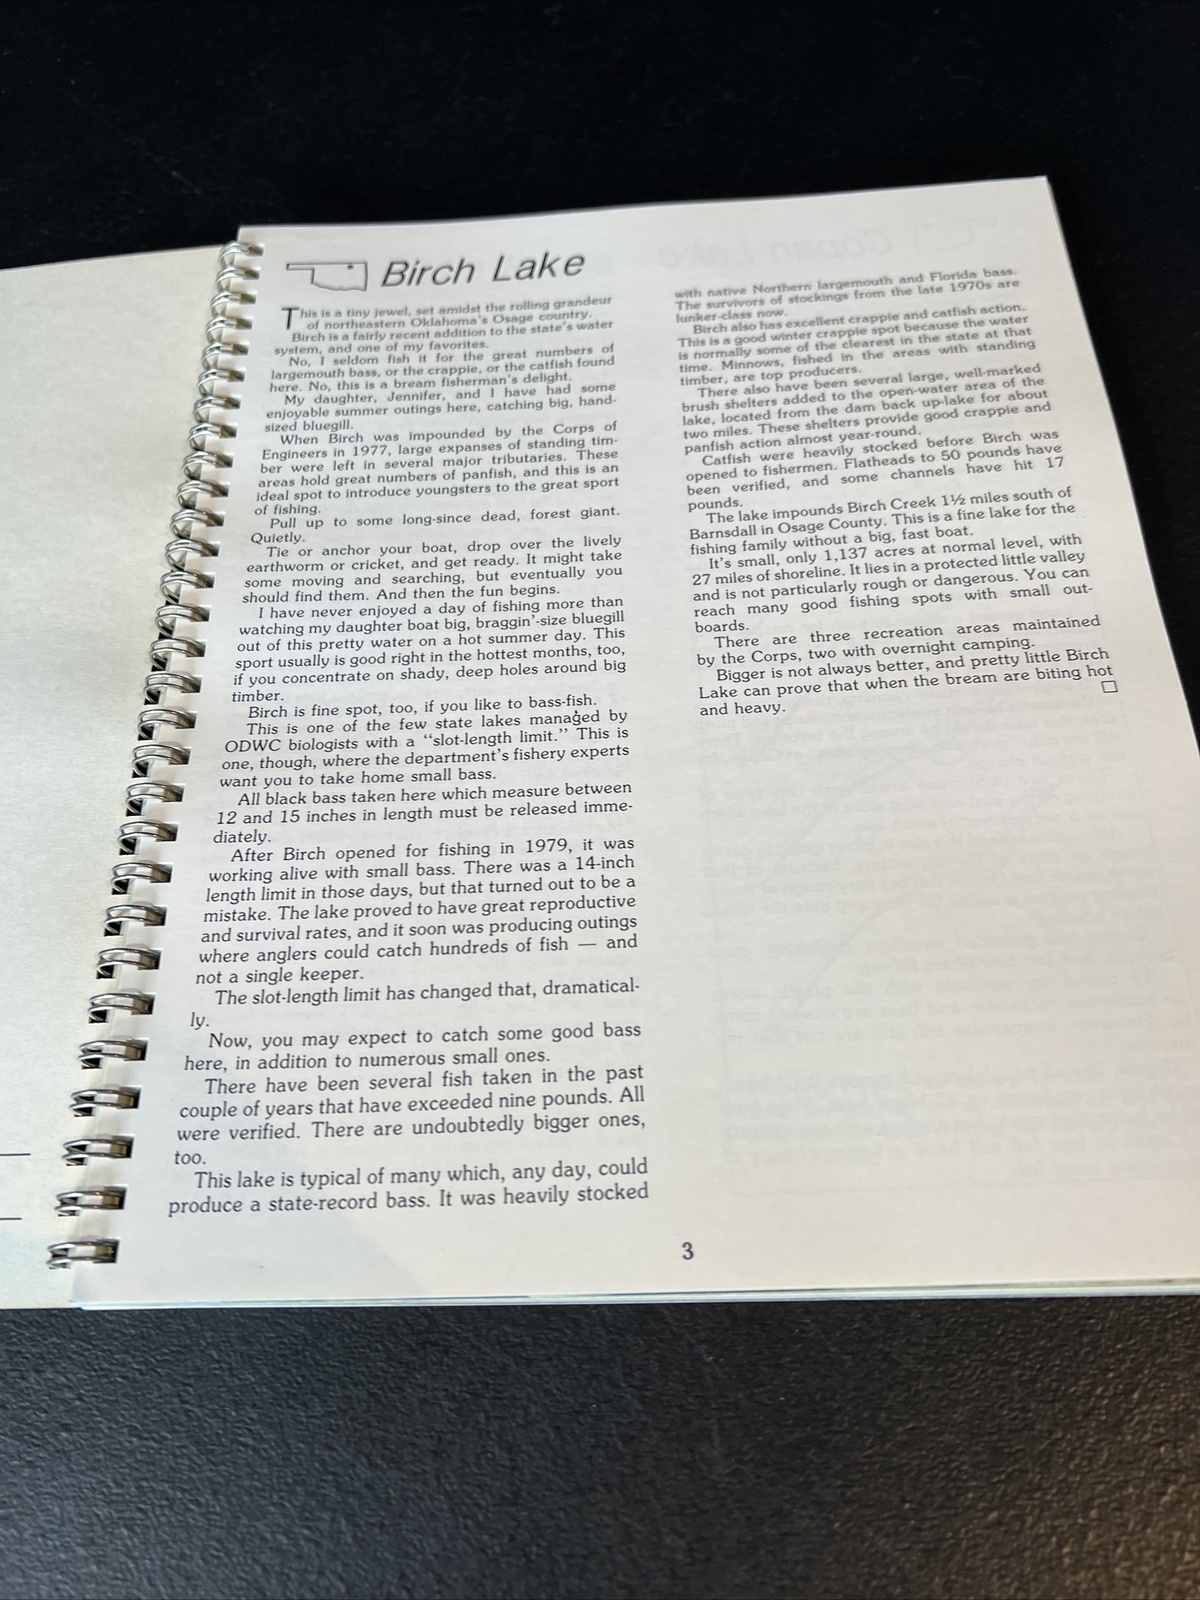 Birch Lake
This is a tiny jewel, set amidst the rolling grandeur
of northeastern Oklahoma's Osage country.
Birch is a fairly recent addition to the state's water
system, and one of my favorites.
No, I seldom fish it for the great numbers of
largemouth bass, or the crappie, or the catfish found
here. No, this is a bream fisherman's delight.
My daughter, Jennifer, and I have had some
enjoyable summer outings here, catching big, hand-
sized bluegill.
When Birch was impounded by the Corps of
Engineers in 1977, large expanses of standing tim-
ber were left in several major tributaries. These
areas hold great numbers of panfish, and this is an
ideal spot to introduce youngsters to the great sport
of fishing.
Pull up to some long-since dead, forest giant.
Quietly.
Tie or anchor your boat, drop over the lively
earthworm or cricket, and get ready. It might take
some moving and searching, but eventually you
should find them. And then the fun begins.
I have never enjoyed a day of fishing more than
watching my daughter boat big, braggin'-size bluegill
out of this pretty water on a hot summer day. This
sport usually is good right in the hottest months, too,
if you concentrate on shady, deep holes around big
timber.
Birch is fine spot, too, if you like to bass-fish.
This is one of the few state lakes managed by
ODWC biologists with a "slot-length limit." This is
one, though, where the department's fishery experts
want you to take home small bass.
All black bass taken here which measure between
12 and 15 inches in length must be released imme-
diately.
After Birch opened for fishing in 1979, it was
working alive with small bass. There was a 14-inch
length limit in those days, but that turned out to be a
mistake. The lake proved to have great reproductive
and survival rates, and it soon was producing outings
where anglers could catch hundreds of fish — and
not a single keeper.
The slot-length limit has changed that, dramatical-
ly.
Now, you may expect to catch some good bass
here, in addition to numerous small ones.
There have been several fish taken in the past
couple of years that have exceeded nine pounds. All
were verified. There are undoubtedly bigger ones,
too.
This lake is typical of many which, any day, could
produce a state-record bass. It was heavily stocked
with native Northern largemouth and Florida bass.
The survivors of stockings from the late 1970s are
lunker-class now.
Birch also has excellent crappie and catfish action.
This is a good winter crappie spot because the water
is normally some of the clearest in the state at that
time. Minnows, fished in the areas with standing
timber, are top producers.
There also have been several large, well-marked
brush shelters added to the open-water area of the
lake, located from the dam back up-lake for about
two miles. These shelters provide good crappie and
panfish action almost year-round.
Catfish were heavily stocked before Birch was
opened to fishermen. Flatheads to 50 pounds have
been verified, and some channels have hit 17
pounds.
The lake impounds Birch Creek 1½ miles south of
Barnsdall in Osage County. This is a fine lake for the
fishing family without a big, fast boat.
It's small, only 1,137 acres at normal level, with
27 miles of shoreline. It lies in a protected little valley
and is not particularly rough or dangerous. You can
reach many good fishing spots with small out-
boards.
There are three recreation areas maintained
by the Corps, two with overnight camping.
Bigger is not always better, and pretty little Birch
Lake can prove that when the bream are biting hot
and heavy.
3